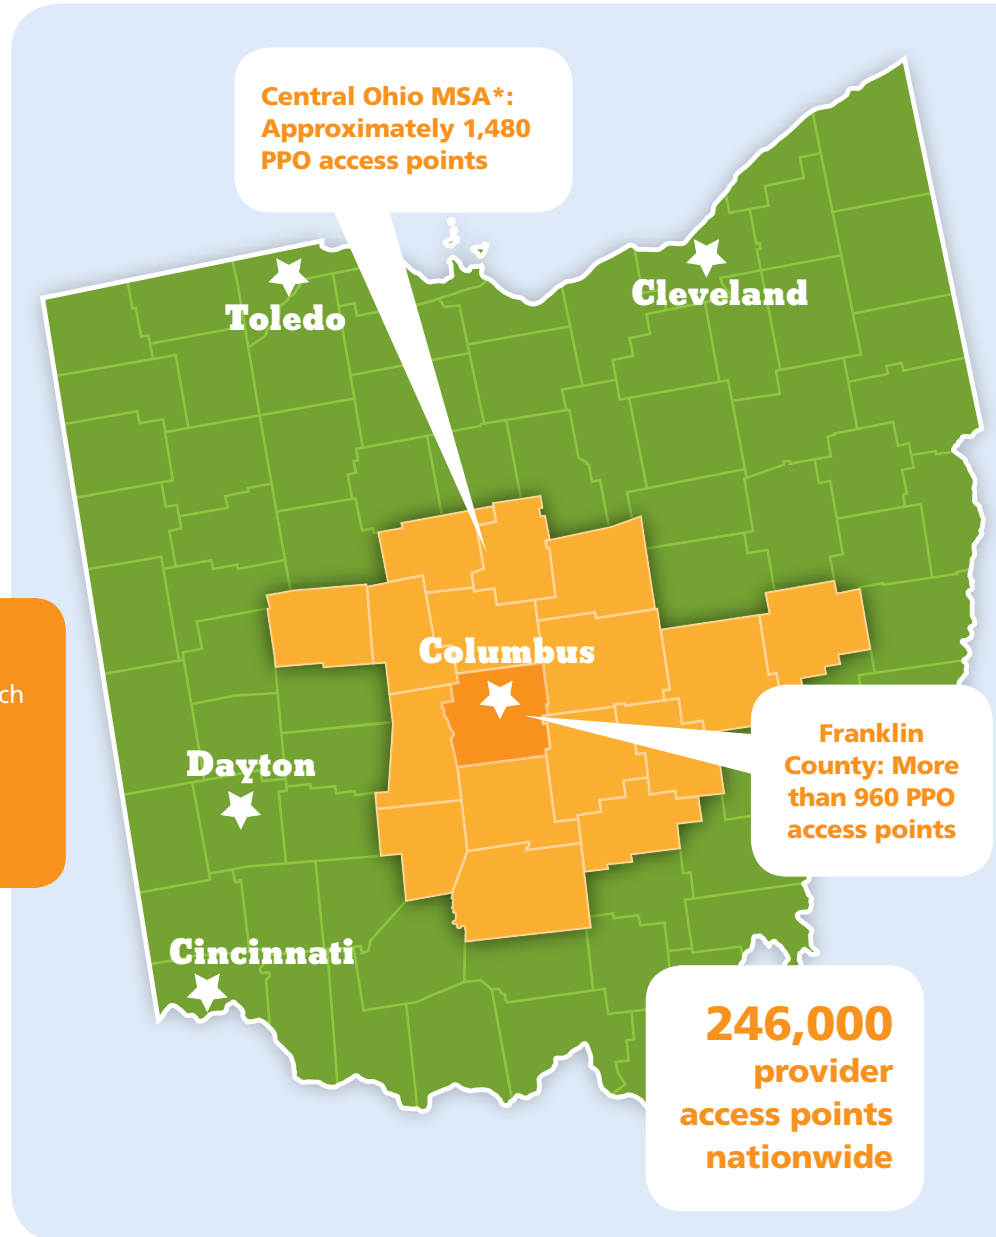 Central Ohio MSA*:
Approximately 1,480
PPO access points
Cleveland
Toledo
Columbus
ch
Franklin
County: More
than 960 PPO
access points
Dayton
Cincinnati
246,000
provider
access points
nationwide